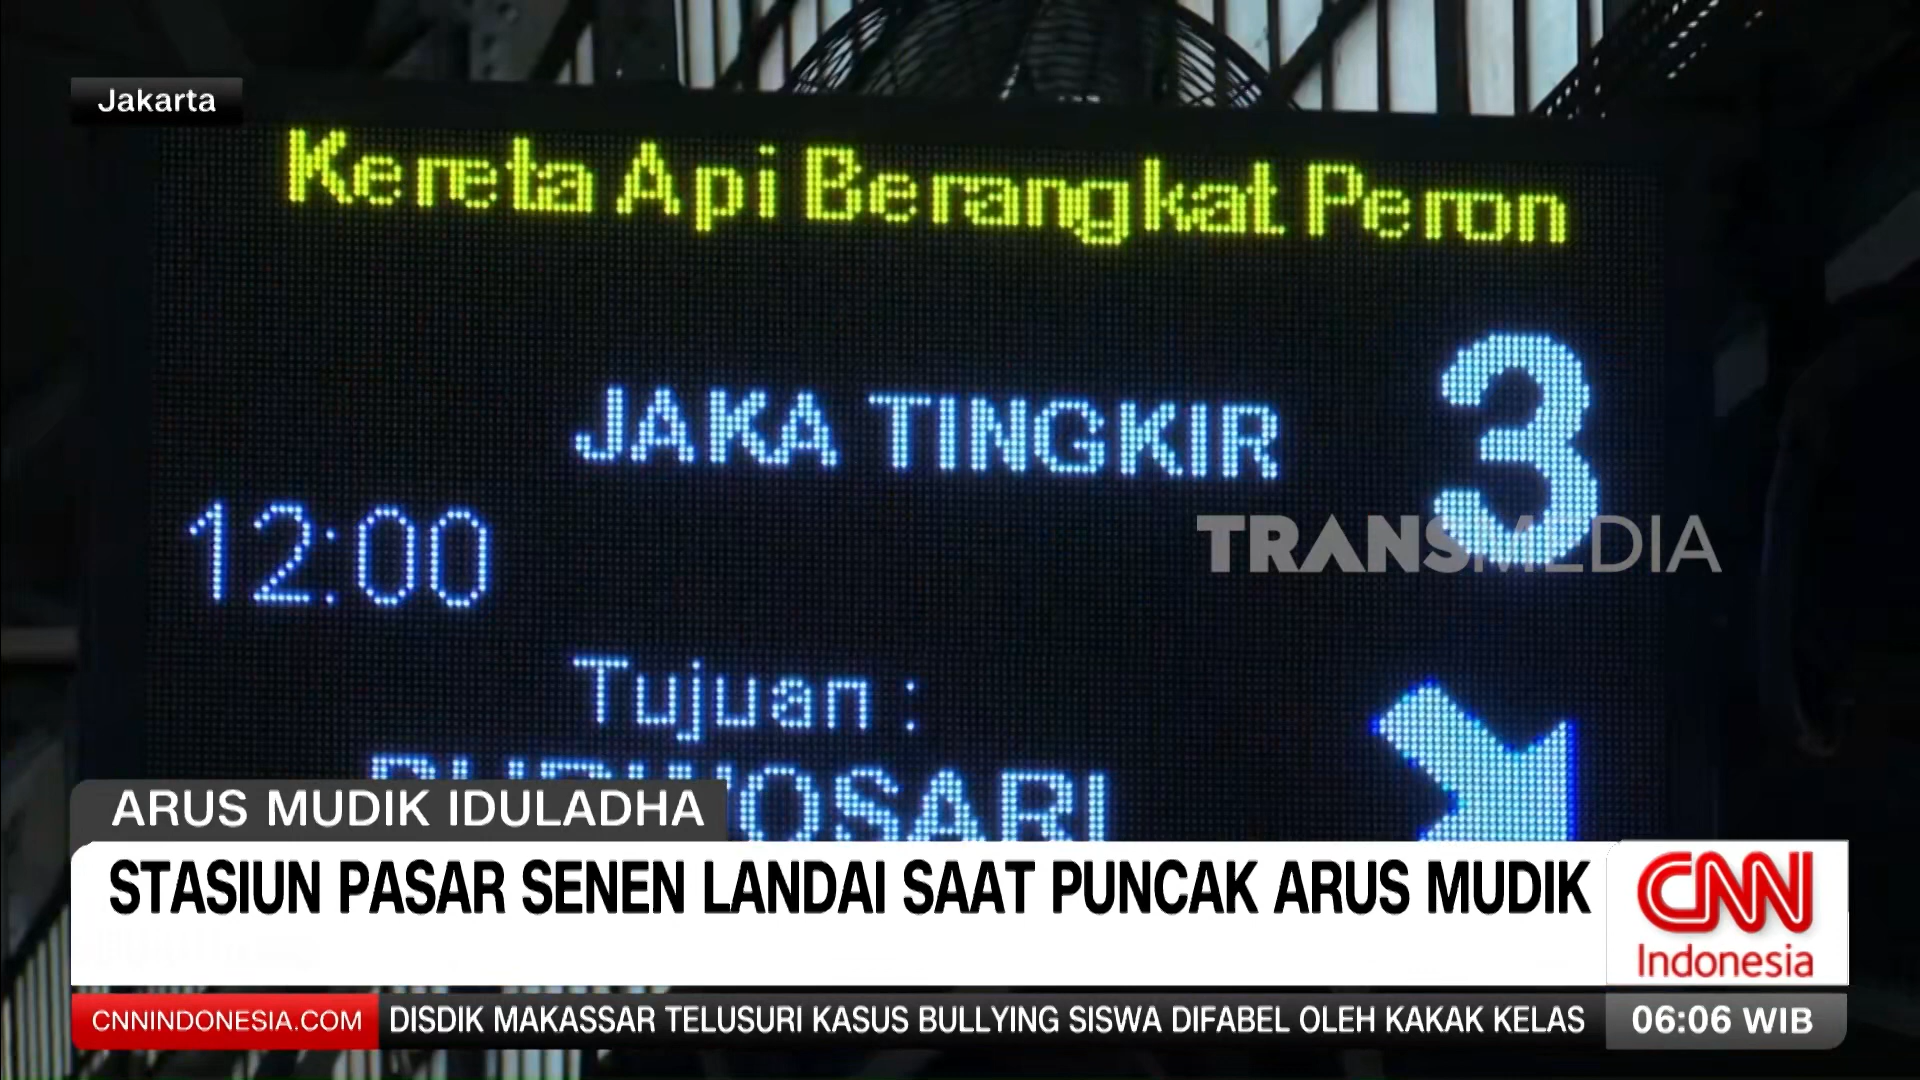 Jakarta
Kereta Api Berangkat Peron
JAKA TINGKIR
3
12:00
TRANSMEDIA
Tujuan :
PURWOSARI
ARUS MUDIK IDULADHA
STASIUN PASAR SENEN LANDAI SAAT PUNCAK ARUS MUDIK
CNN
Indonesia
CNNINDONESIA.COM
DISDIK MAKASSAR TELUSURI KASUS BULLYING SISWA DIFABEL OLEH KAKAK KELAS
06:06 WIB